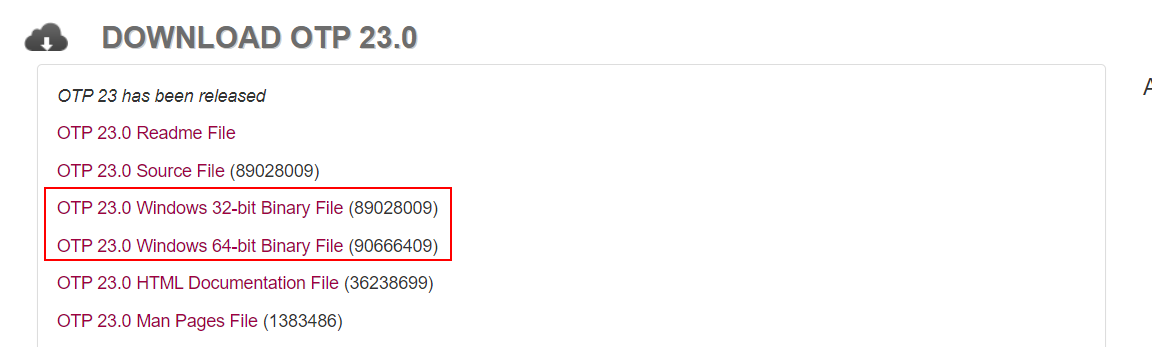 DOWNLOAD OTP 23.0
OTP 23 has been released
OTP 23.0 Readme File
OTP 23.0 Source File (89028009)
OTP 23.0 Windows 32-bit Binary File (89028009)
OTP 23.0 Windows 64-bit Binary File (90666409)
OTP 23.0 HTML Documentation File (36238699)
OTP 23.0 Man Pages File (1383486)